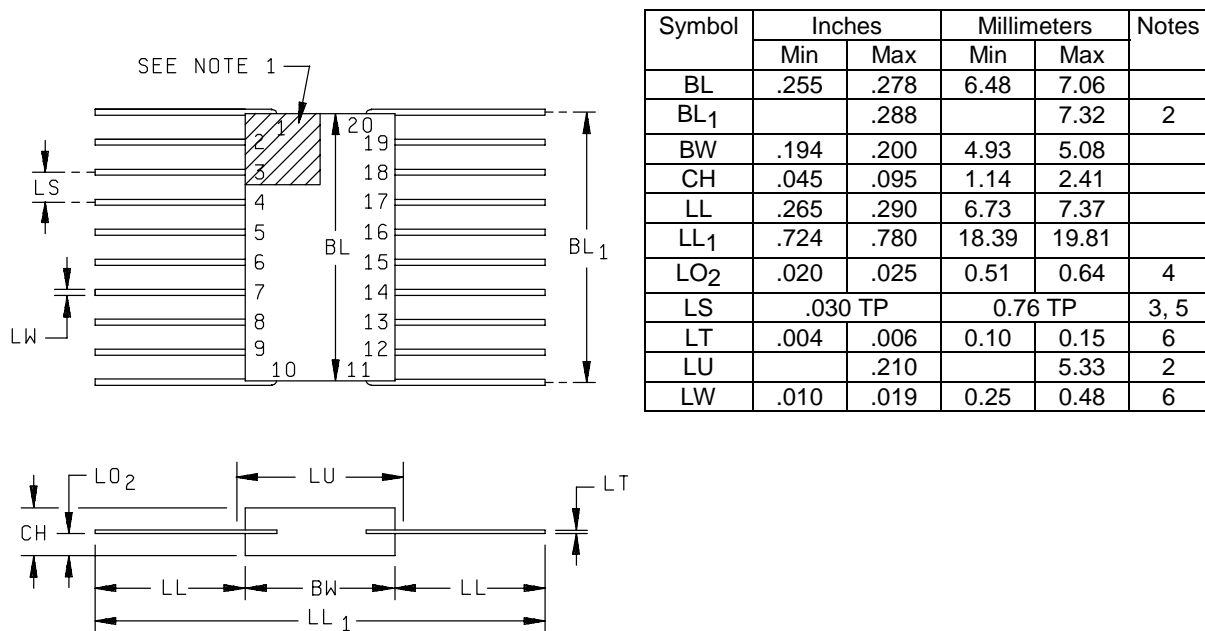 SEE NOTE 1
1 20
2 19
3 18
LS
4 17
5 BL 16 BL1
6 15
7 14
LW
8 13
9 12
10 11
LO2 LU LT
CH
LL BW LL
LL1
Symbol Inches Millimeters Notes
Min Max Min Max
BL .255 .278 6.48 7.06
BL1 .288 7.32 2
BW .194 .200 4.93 5.08
CH .045 .095 1.14 2.41
LL .265 .290 6.73 7.37
LL1 .724 .780 18.39 19.81
LO2 .020 .025 0.51 0.64 4
LS .030 TP 0.76 TP 3, 5
LT .004 .006 0.10 0.15 6
LU .210 5.33 2
LW .010 .019 0.25 0.48 6